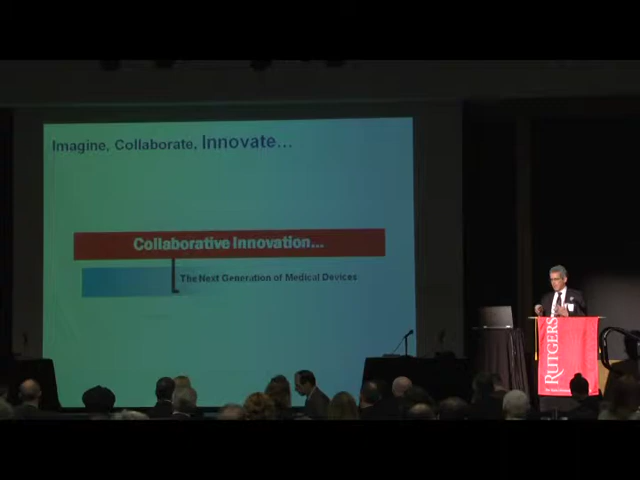 Imagine, Collaborate, Innovate...
Collaborative Innovation...
The Next Generation of Medical Devices
RUTGERS